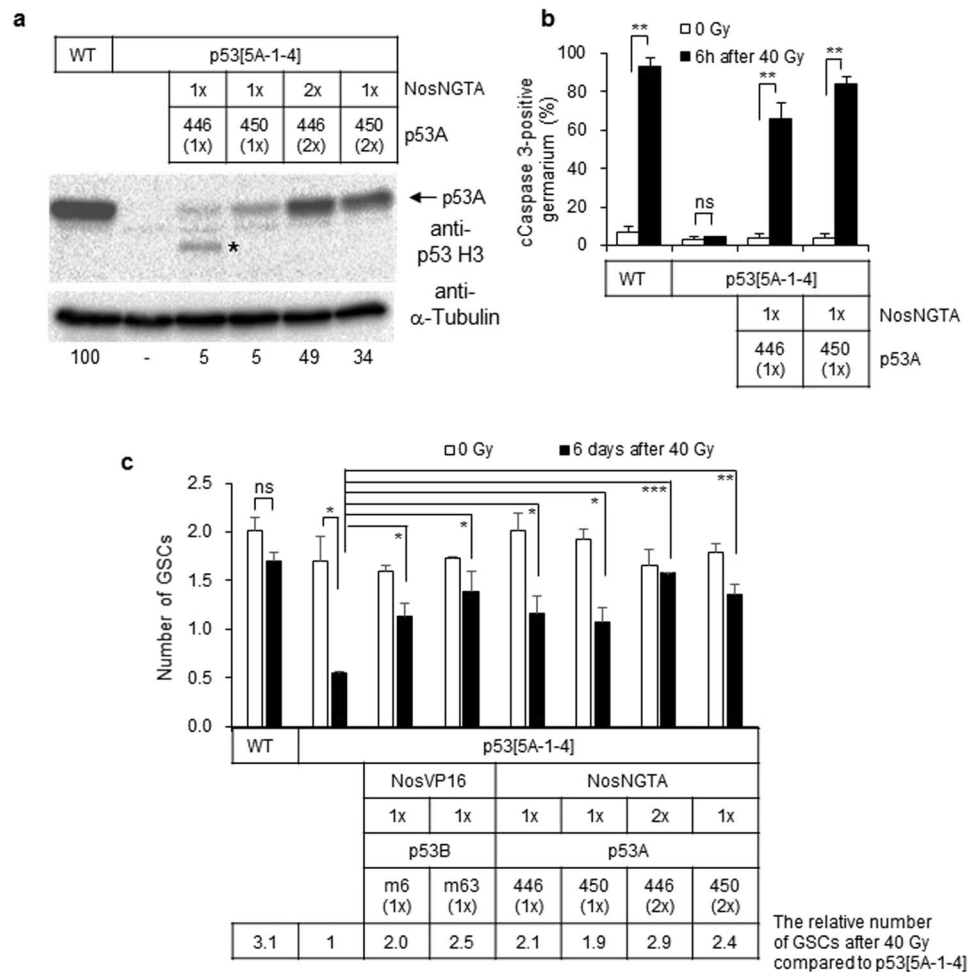 a
WT
p53[5A-1-4]
1x 1x 2x 1x NosNGTA
446 450 446 450 p53A
(1x) (1x) (2x) (2x)
p53A
*
anti-
p53 H3
anti-
α-Tubulin
100 - 5 5 49 34
b
0 Gy
6h after 40 Gy
** ns ** **
cCaspase 3-positive
germarium (%)
100
80
60
40
20
0
WT p53[5A-1-4]
1x 1x NosNGTA
446 450 p53A
(1x) (1x)
c
0 Gy 6 days after 40 Gy
Number of GSCs
2.5
2.0
1.5
1.0
0.5
0.0
ns * * * * * *** **
WT p53[5A-1-4]
NosVP16 NosNGTA
1x 1x 1x 1x 2x 1x
p53B p53A
m6 m63 446 450 446 450
(1x) (1x) (1x) (1x) (2x) (2x)
3.1 1 2.0 2.5 2.1 1.9 2.9 2.4
The relative number
of GSCs after 40 Gy
compared to p53[5A-1-4]